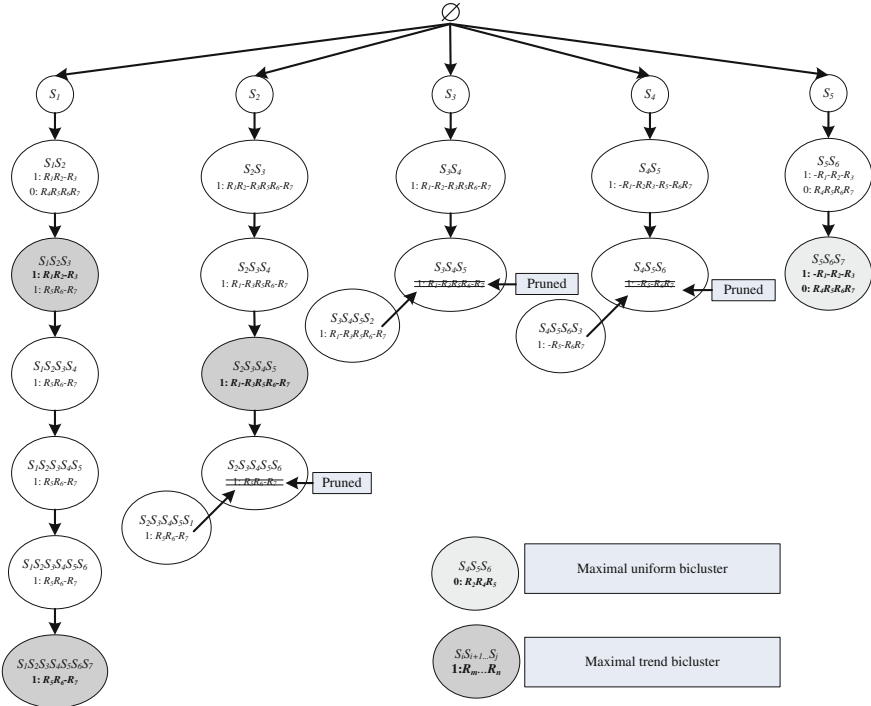 ∅
S1
S2
S3
S4
S5
S1S2
1: R1R2-R3
0: R4R5R6R7
S2S3
1: R1R2-R3R5R6-R7
S3S4
1: R1-R2-R3R5R6-R7
S4S5
1: -R1-R2R3-R5-R6R7
S5S6
1: -R1-R2-R3
0: R4R5R6R7
S1S2S3
1: R1R2-R3
1: R5R6-R7
S2S3S4
1: R1-R3R5R6-R7
S3S4S5
Pruned
S4S5S6
Pruned
S5S6S7
1: -R1-R2-R3
0: R4R5R6R7
S3S4S5S2
1: R1-R3R5R6-R7
S4S5S6S3
1: -R5-R6R7
S1S2S3S4
1: R5R6-R7
S2S3S4S5
1: R1-R3R5R6-R7
S1S2S3S4S5
1: R5R6-R7
S2S3S4S5S6
1: R5R6-R7
Pruned
S2S3S4S5S1
1: R5R6-R7
S1S2S3S4S5S6
1: R5R6-R7
S4S5S6
0: R2R4R5
Maximal uniform bicluster
S1S2S3S4S5S6S7
1: R5R6-R7
SiSi+1...Sj
1:Rm...Rn
Maximal trend bicluster